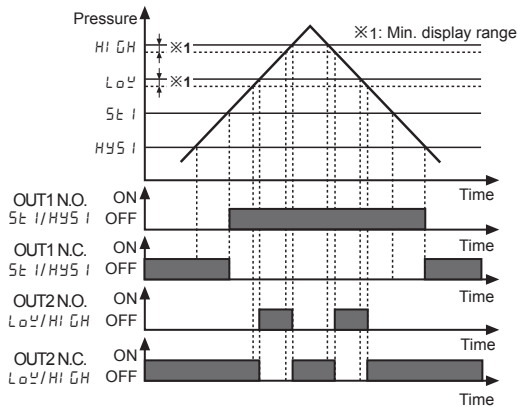 Pressure
※1: Min. display range
HIGH
※1
LoW
※1
St1
HYS1
Time
OUT1 N.O.
St1/HYS1
ON
OFF
Time
OUT1 N.C.
St1/HYS1
ON
OFF
Time
OUT2 N.O.
LoW/HIGH
ON
OFF
Time
OUT2 N.C.
LoW/HIGH
ON
OFF
Time